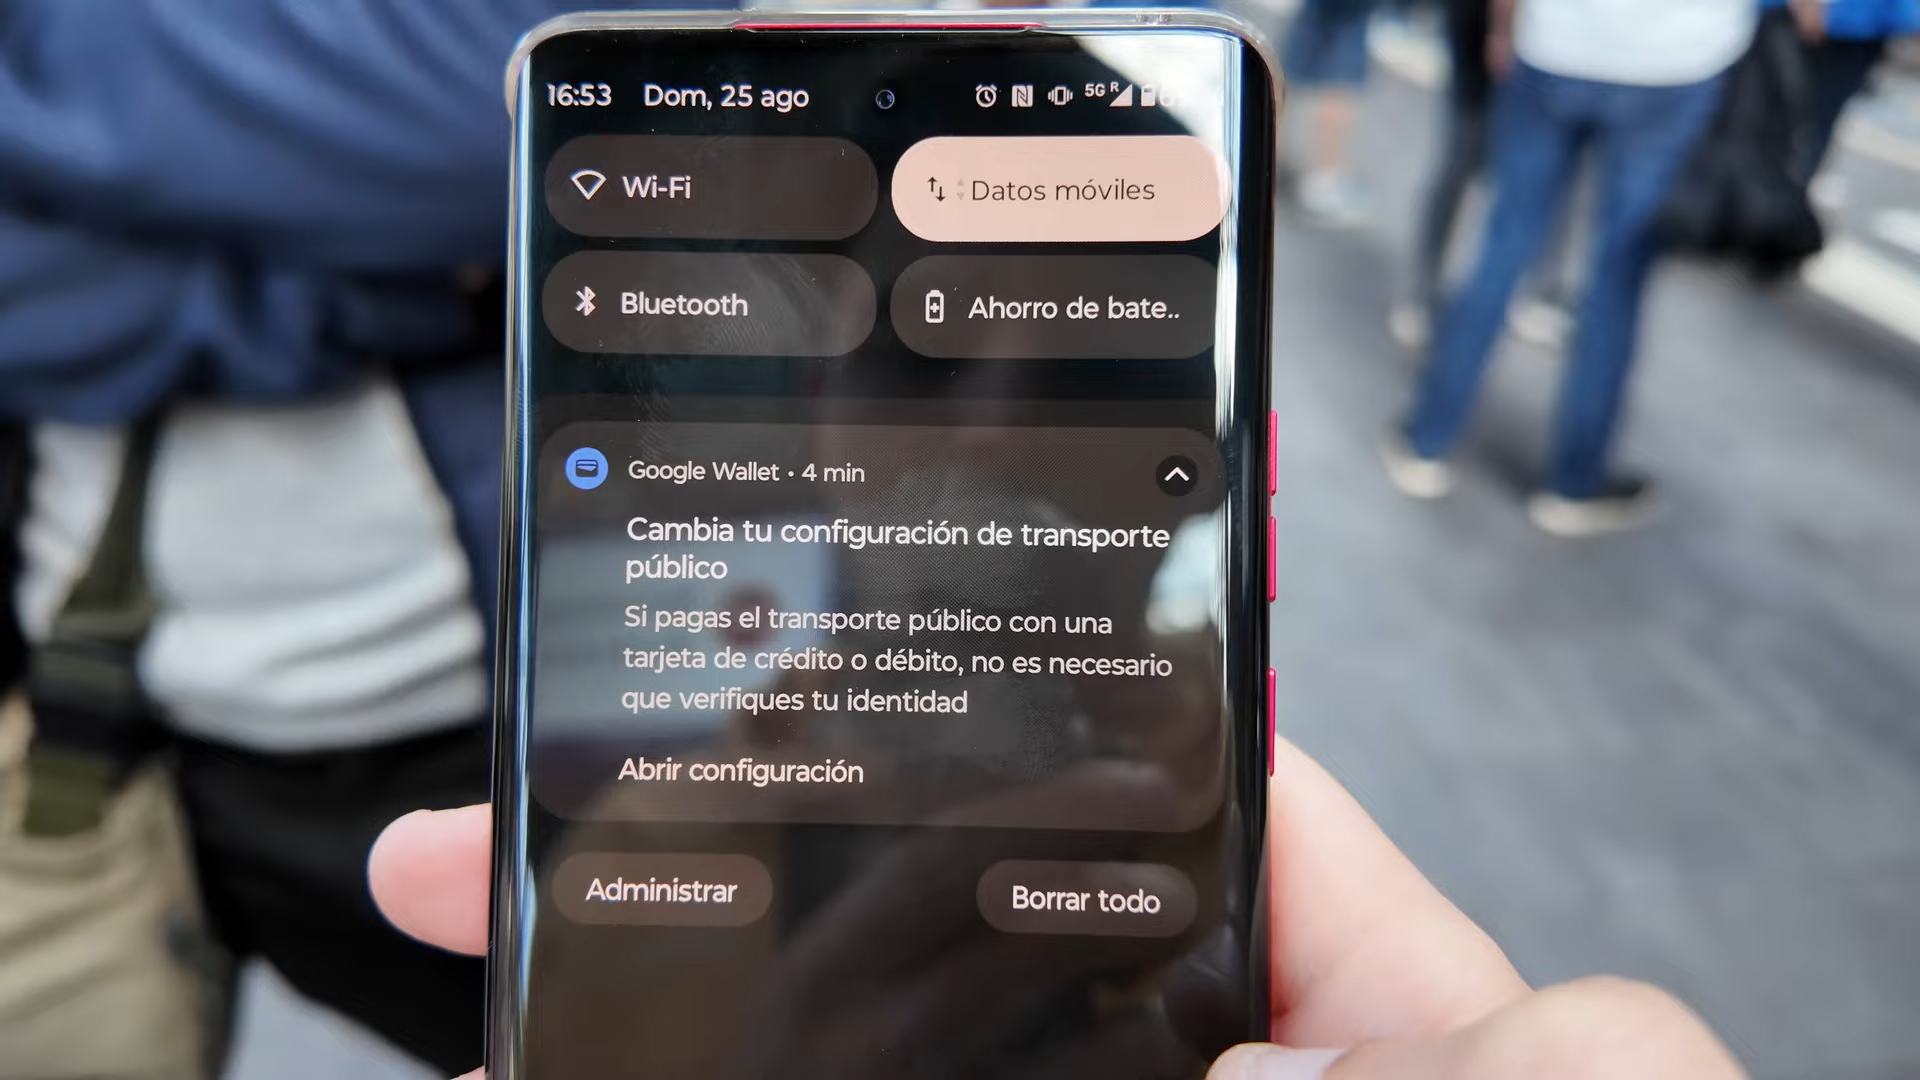 16:53 Dom, 25 ago 5G R
Wi-Fi Datos móviles
Bluetooth Ahorro de bate..
Google Wallet • 4 min
Cambia tu configuración de transporte
público
Si pagas el transporte público con una
tarjeta de crédito o débito, no es necesario
que verifiques tu identidad
Abrir configuración
Administrar Borrar todo